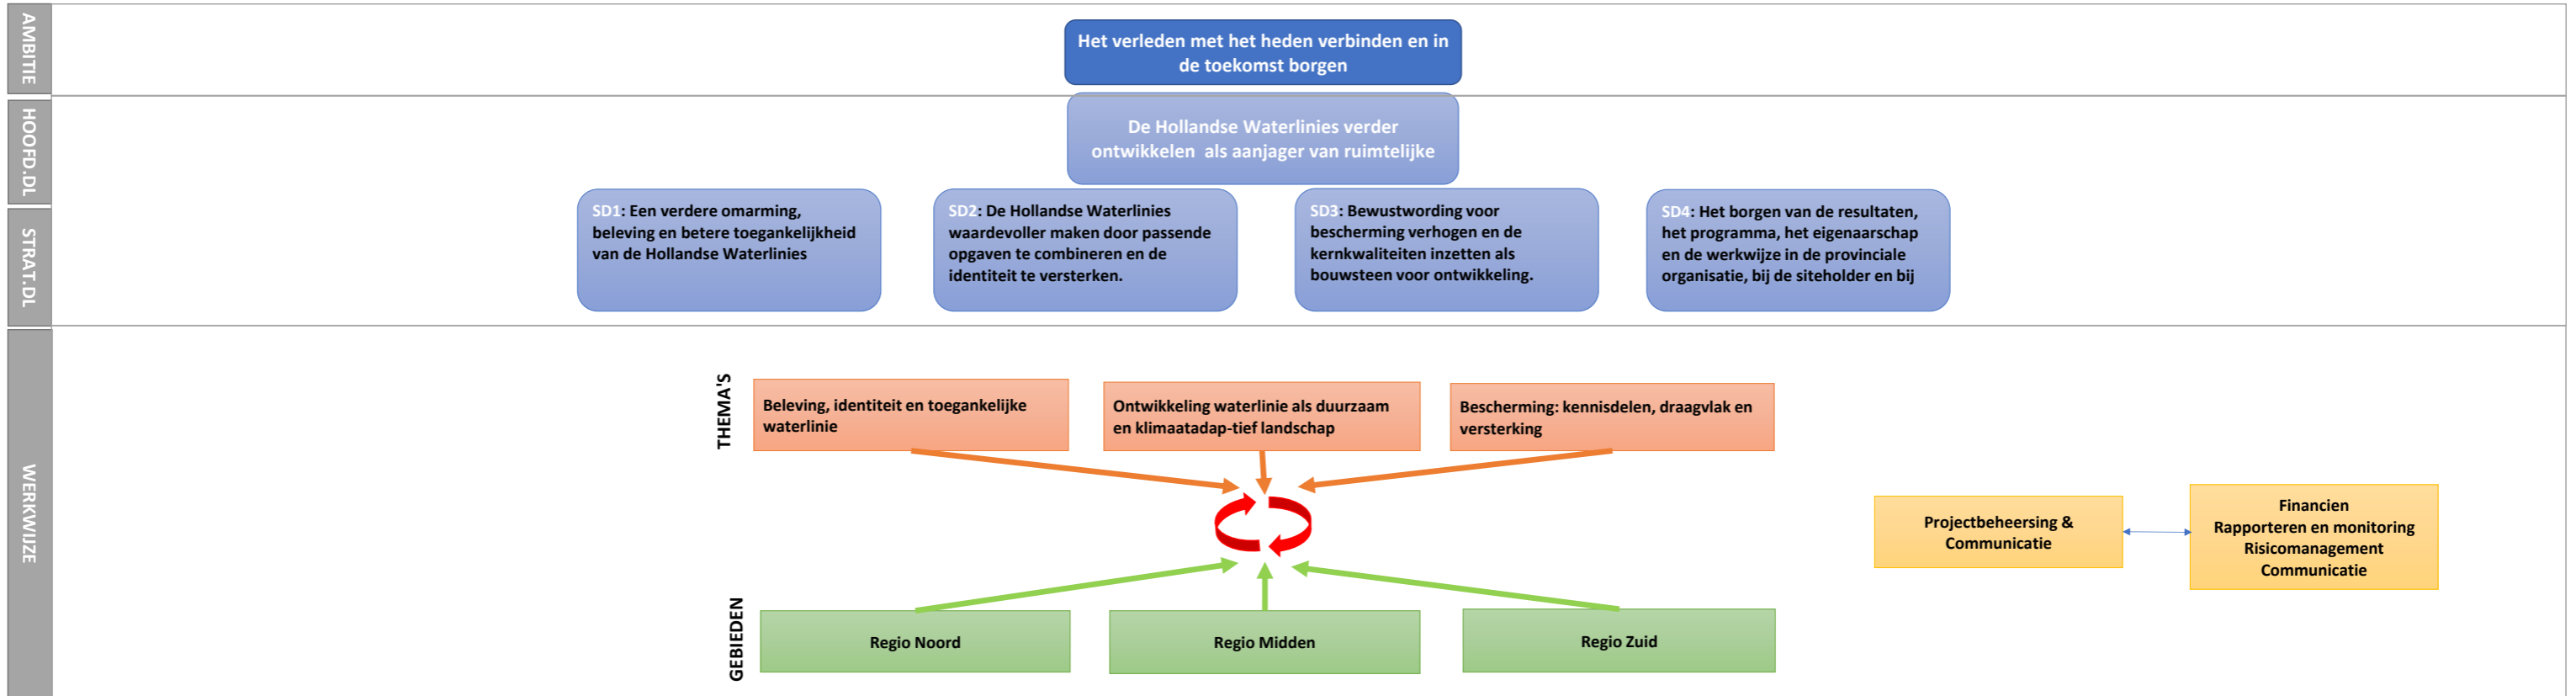 AMBITIE
Het verleden met het heden verbinden en in
de toekomst borgen
HOOFD.DL
De Hollandse Waterlinies verder
ontwikkelen als aanjager van ruimtelijke
STRAT.DL
SD1: Een verdere omarming,
beleving en betere toegankelijkheid
van de Hollandse Waterlinies
SD2: De Hollandse Waterlinies
waardevoller maken door passende
opgaven te combineren en de
identiteit te versterken.
SD3: Bewustwording voor
bescherming verhogen en de
kernkwaliteiten inzetten als
bouwsteen voor ontwikkeling.
SD4: Het borgen van de resultaten,
het programma, het eigenaarschap
en de werkwijze in de provinciale
organisatie, bij de siteholder en bij
WERKWIJZE
THEMA'S
Beleving, identiteit en toegankelijke
waterlinie
Ontwikkeling waterlinie als duurzaam
en klimaatadap-tief landschap
Bescherming: kennisdelen, draagvlak en
versterking
Projectbeheersing &
Communicatie
Financien
Rapporteren en monitoring
Risicomanagement
Communicatie
GEBIEDEN
Regio Noord
Regio Midden
Regio Zuid